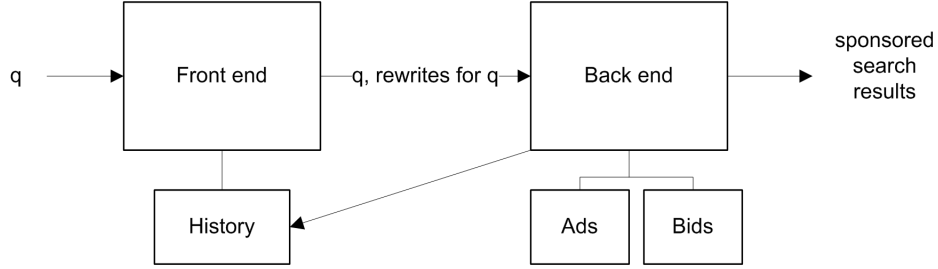 q
Front end
q, rewrites for q
Back end
sponsored
search
results
History
Ads
Bids